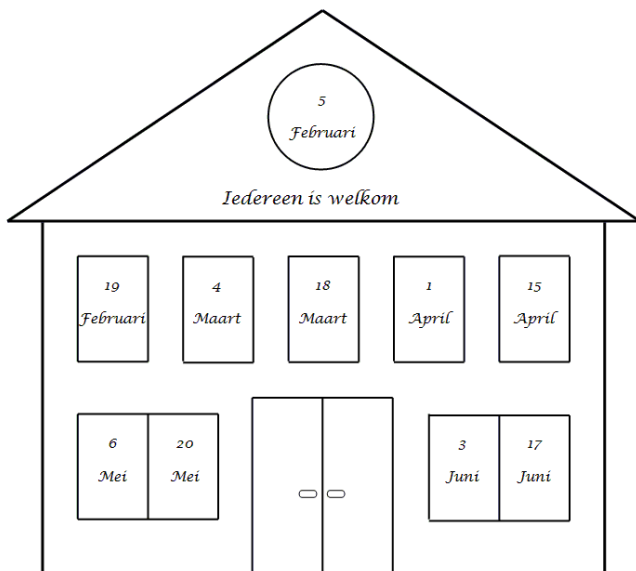 5
Februari
Iedereen is welkom
19
Februari
4
Maart
18
Maart
1
April
15
April
6
Mei
20
Mei
3
Juni
17
Juni